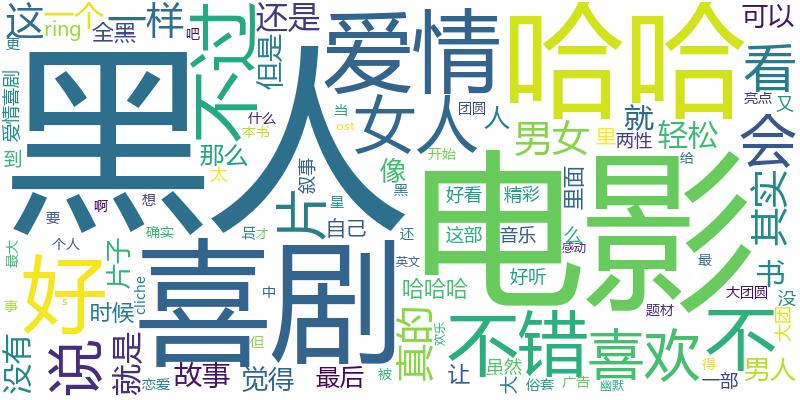 这
一个
一样
还是
爱情
哈哈
可以
ring
全黑
吧
更
不过
但是
看
爱情喜剧
当
团圆
亮点
又
什么
黑人
女人
人
就
里
会
本书
ost
男女
两性
轻松
到
那么
太
叙事
像
开始
给
电影
黑
要
啊
想
片
星
好看
精彩
里面
其实
最大
个人
确实
后
才
自己
还
这部
音乐
么
感动
最
片子
好
喜剧
中
英文
好听
书
没
哈哈哈
大团圆
事
s
时候
cliche
真的
题材
大团
没有
说
就是
但
欢乐
不错
喜欢
不
恋爱
故事
觉得
最后
被
让
虽然
大
俗套
广告
幽默
得
一部
男人